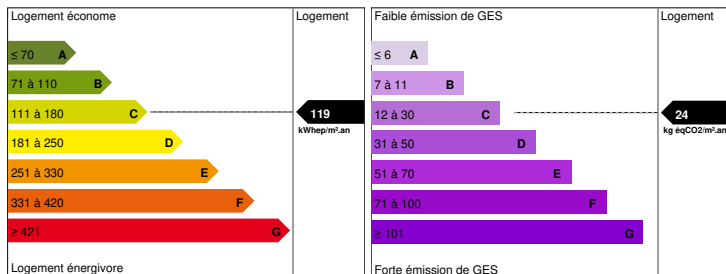 Logement économe
Logement
≤ 70 A
71 à 110 B
111 à 180 C
119
kWhep/m².an
181 à 250 D
251 à 330 E
331 à 420 F
≥ 421 G
Logement énergivore
Faible émission de GES
Logement
≤ 6 A
7 à 11 B
12 à 30 C
24
kg éqCO2/m².an
31 à 50 D
51 à 70 E
71 à 100 F
≥ 101 G
Forte émission de GES